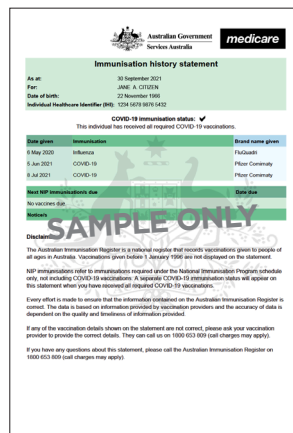 Australian Government
Services Australia
medicare
Immunisation history statement
As at: 30 September 2021
For: JANE A. CITIZEN
Date of birth: 22 November 1966
Individual Healthcare Identifier (IHI): 1234 5678 9876 5432
COVID-19 immunisation status: ✔
This individual has received all required COVID-19 vaccinations.
Date given Immunisation Brand name given
6 May 2020 Influenza FluQuadri
5 Jun 2021 COVID-19 Pfizer Comirnaty
8 Jul 2021 COVID-19 Pfizer Comirnaty
Next NIP immunisation/s due Date due
No vaccines due
Notice/s
SAMPLE ONLY
Disclaimer
The Australian Immunisation Register is a national register that records vaccinations given to people of
all ages in Australia. Vaccinations given before 1 January 1996 are not displayed on the statement.
NIP immunisations refer to immunisations required under the National Immunisation Program schedule
only, not including COVID-19 vaccinations. A separate COVID-19 immunisation status will appear on
this statement when you have received all required COVID-19 vaccinations.
Every effort is made to ensure that the information contained on the Australian Immunisation Register is
correct. The data is based on information provided by vaccination providers and the accuracy of data is
dependent on the quality and timeliness of information provided.
If any of the vaccination details shown on the statement are not correct, please ask your vaccination
provider to provide the correct details. They can call us on 1800 653 809 (call charges may apply).
If you have any questions about this statement, please call the Australian Immunisation Register on
1800 653 809 (call charges may apply).